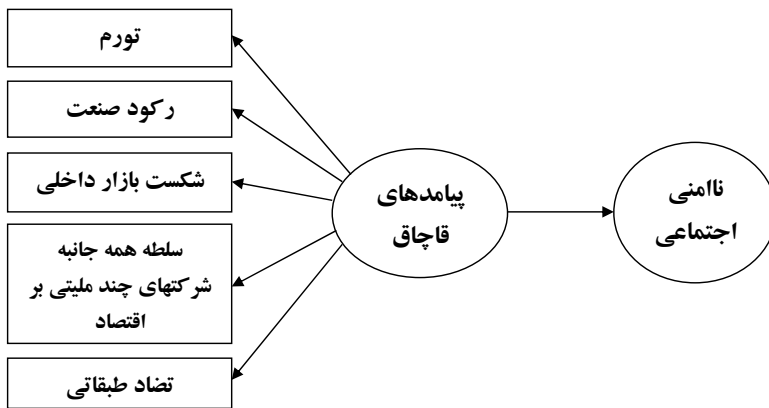 تورم
رکود صنعت
شکست بازار داخلی
سلطه همه جانبه
شرکتهای چند ملیتی بر
اقتصاد
تضاد طبقاتی
پیامدهای
قاچاق
ناامنی
اجتماعی